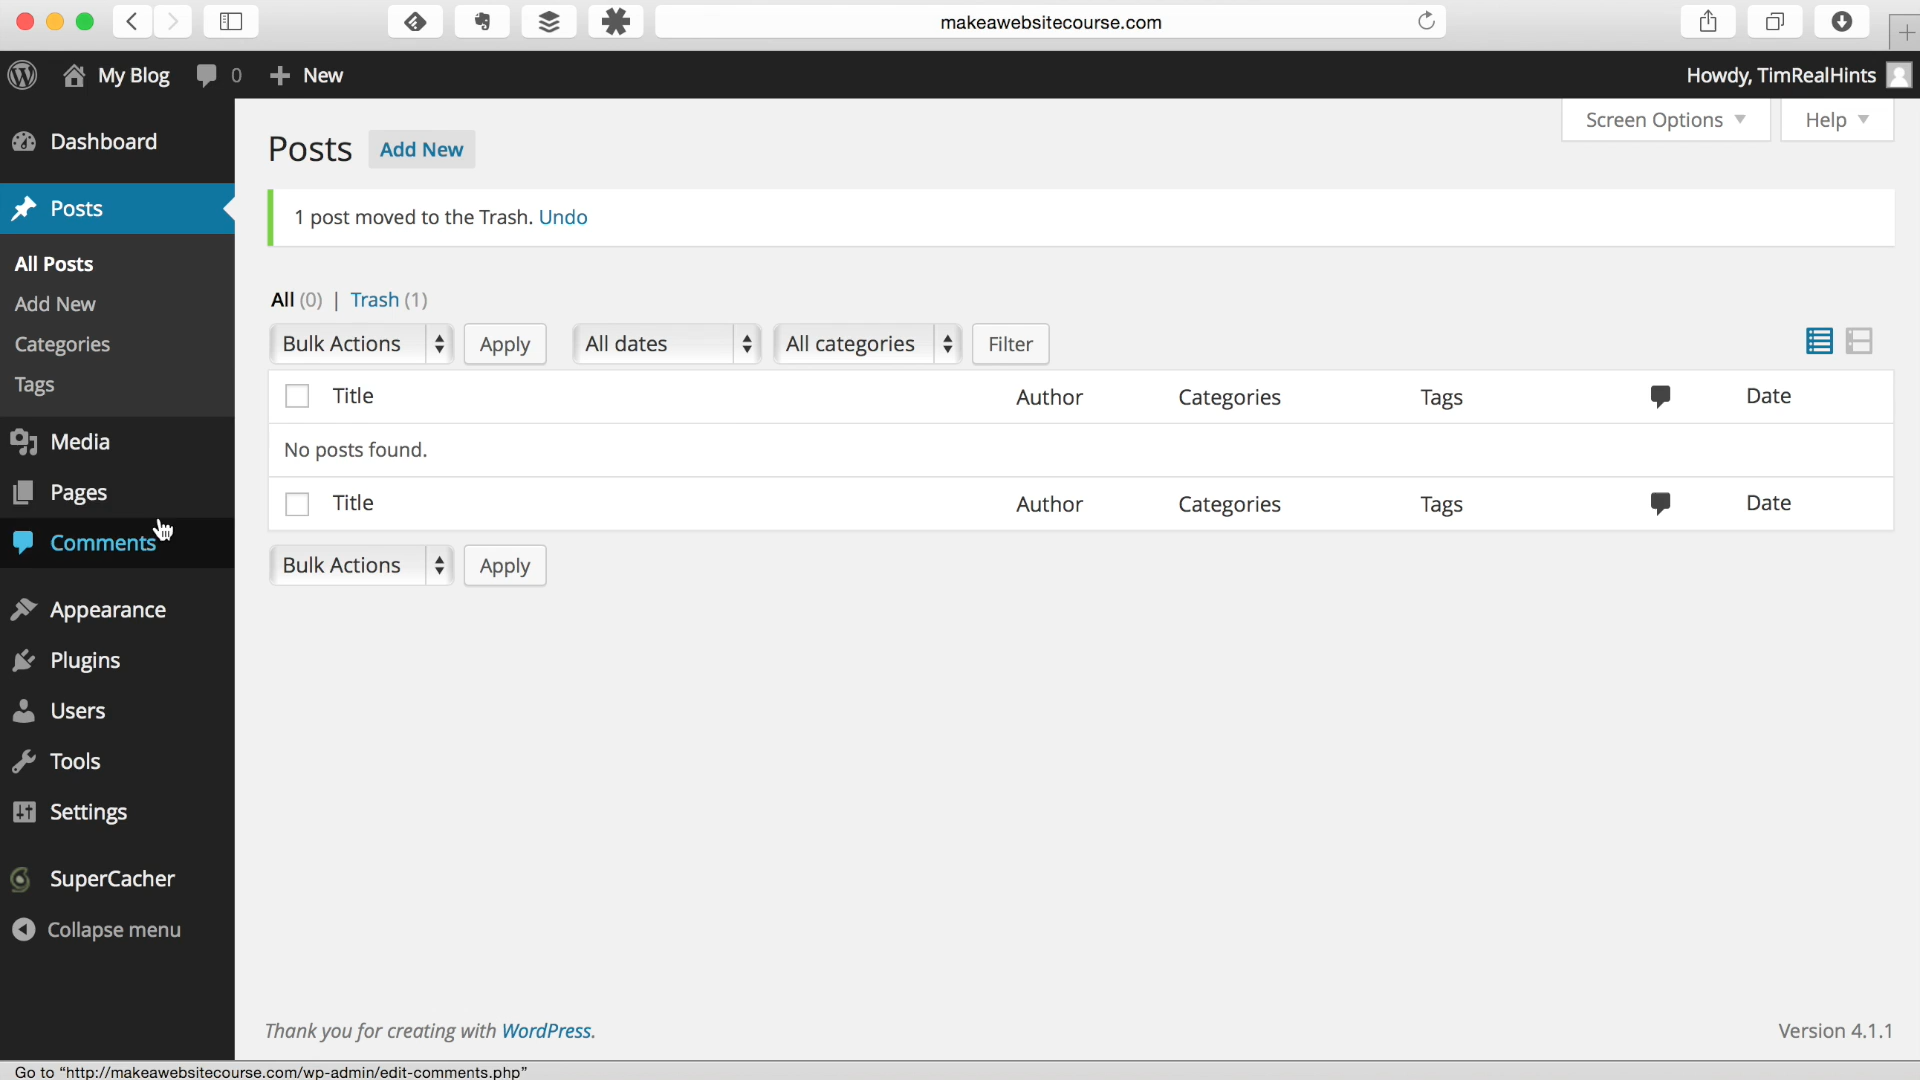 makeawebsitecourse.com
My Blog 0 New Howdy, TimRealHints
Dashboard
Posts
All Posts
Add New
Categories
Tags
Media
Pages
Comments
Appearance
Plugins
Users
Tools
Settings
SuperCacher
Collapse menu
Screen Options Help
Posts Add New
1 post moved to the Trash. Undo
All (0) | Trash (1)
Bulk Actions Apply All dates All categories Filter
Title Author Categories Tags Date
No posts found.
Title Author Categories Tags Date
Bulk Actions Apply
Thank you for creating with WordPress. Version 4.1.1
Go to “http://makeawebsitecourse.com/wp-admin/edit-comments.php”